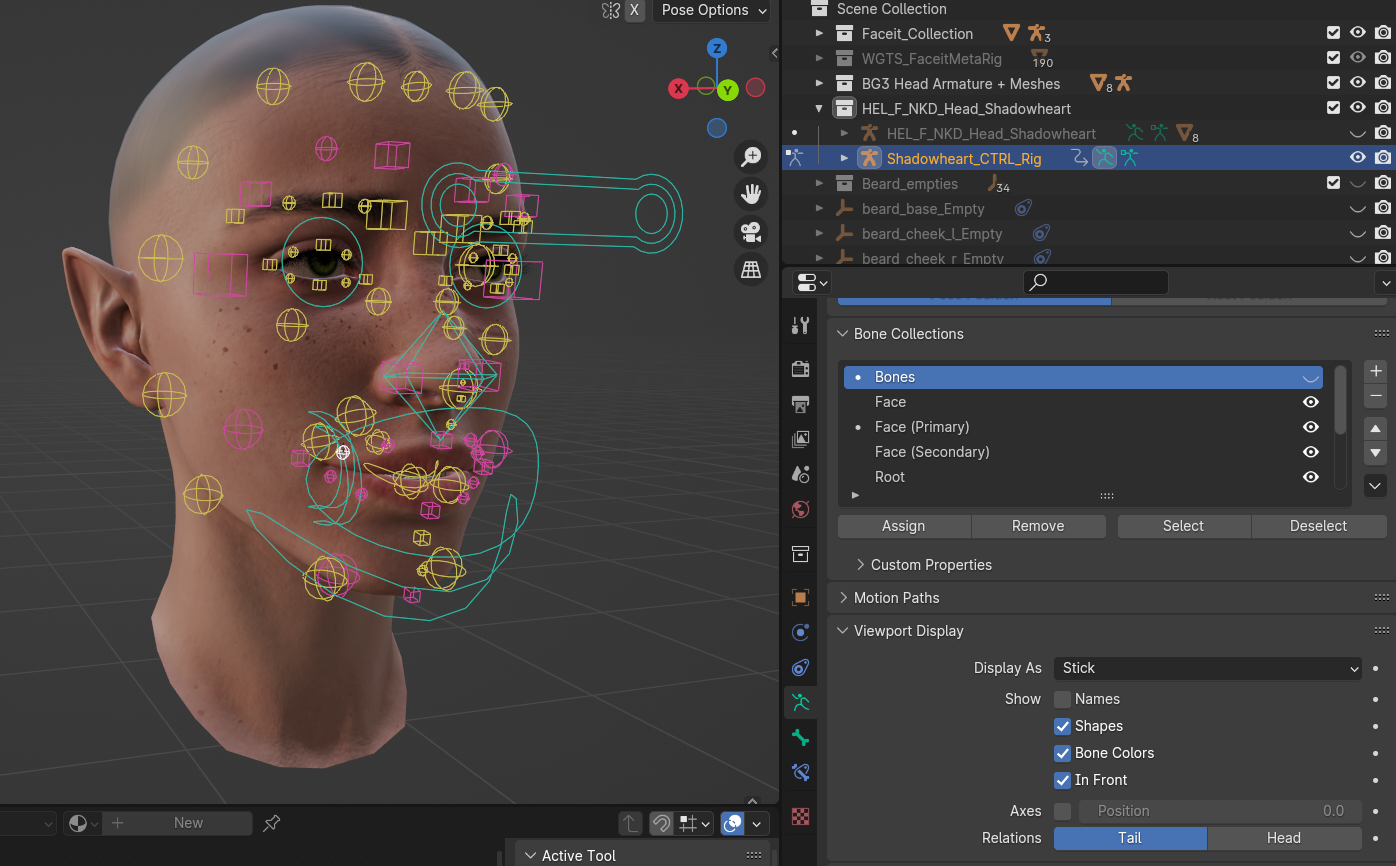 X
Pose Options
Z
X
Y
Scene Collection
Faceit_Collection
3
WGTS_FaceitMetaRig
190
BG3 Head Armature + Meshes
8
HEL_F_NKD_Head_Shadowheart
HEL_F_NKD_Head_Shadowheart
8
Shadowheart_CTRL_Rig
Beard_empties
34
beard_base_Empty
beard_cheek_l_Empty
beard_cheek_r_Empty
Bone Collections
Bones
Face
Face (Primary)
Face (Secondary)
Root
Assign Remove Select Deselect
Custom Properties
Motion Paths
Viewport Display
Display As Stick
Show Names
Shapes
Bone Colors
In Front
Axes Position 0.0
Relations Tail Head
New
Active Tool